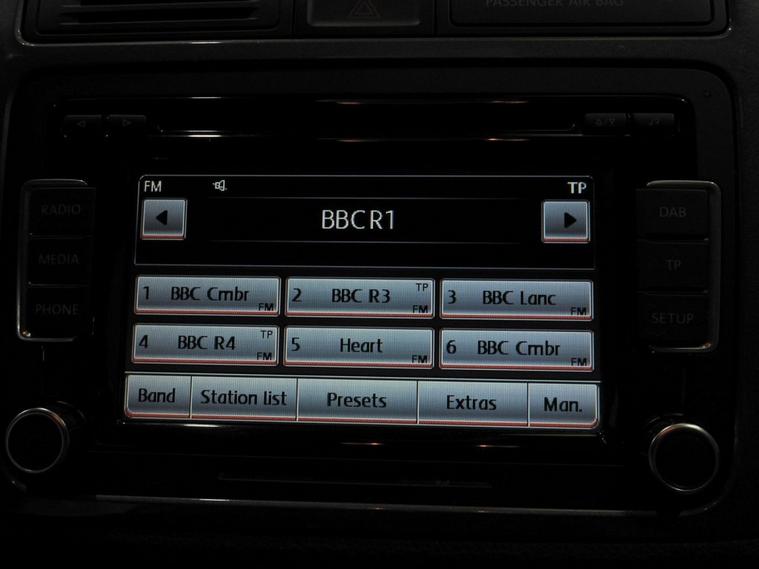 PASSENGER AIR BAG
RADIO
MEDIA
PHONE
FM TP
BBC R1
1 BBC Cmbr FM
2 BBC R3 TP FM
3 BBC Lanc FM
4 BBC R4 TP FM
5 Heart FM
6 BBC Cmbr FM
Band Station list Presets Extras Man.
DAB
TP
SETUP